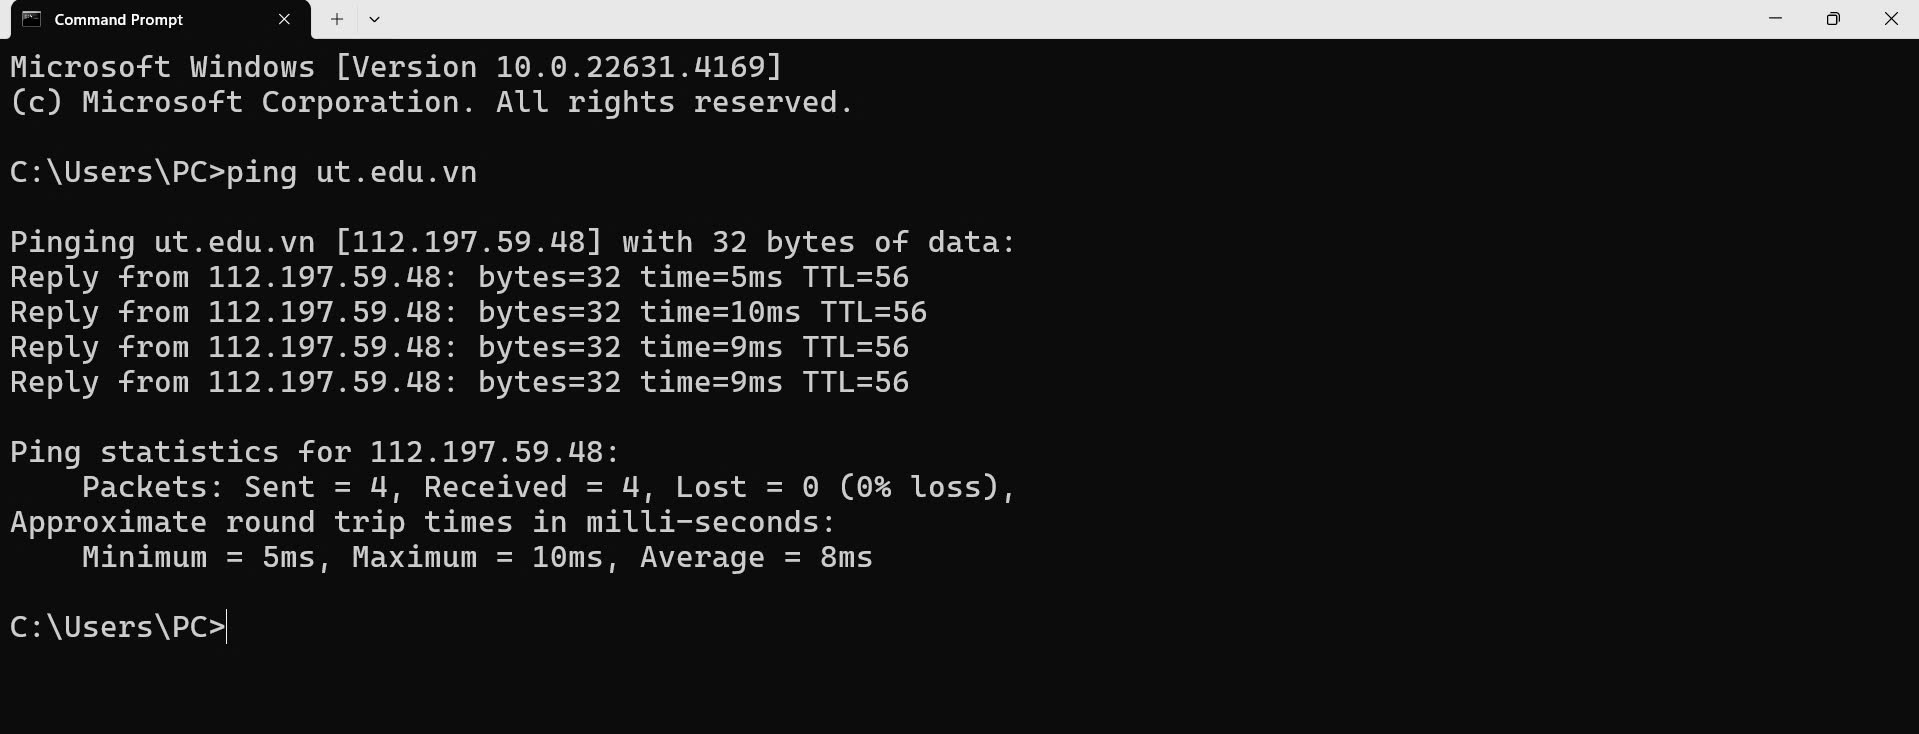 Command Prompt
Microsoft Windows [Version 10.0.22631.4169]
(c) Microsoft Corporation. All rights reserved.
C:\Users\PC>ping ut.edu.vn
Pinging ut.edu.vn [112.197.59.48] with 32 bytes of data:
Reply from 112.197.59.48: bytes=32 time=5ms TTL=56
Reply from 112.197.59.48: bytes=32 time=10ms TTL=56
Reply from 112.197.59.48: bytes=32 time=9ms TTL=56
Reply from 112.197.59.48: bytes=32 time=9ms TTL=56
Ping statistics for 112.197.59.48:
    Packets: Sent = 4, Received = 4, Lost = 0 (0% loss),
Approximate round trip times in milli-seconds:
    Minimum = 5ms, Maximum = 10ms, Average = 8ms
C:\Users\PC>